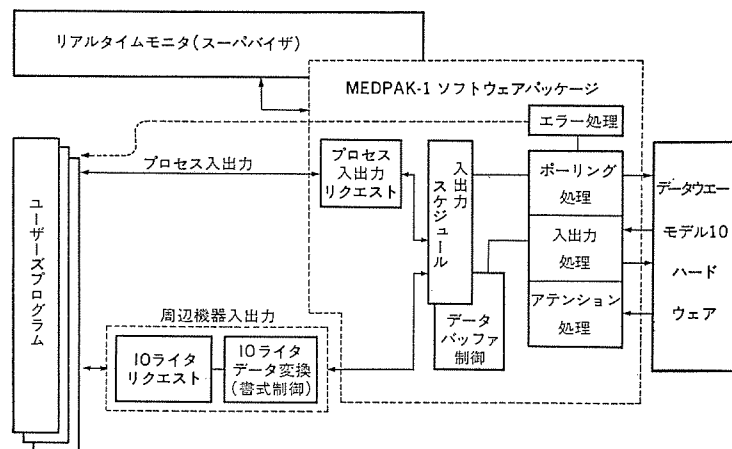 リアルタイムモニタ(スーパバイザ)
MEDPAK-1 ソフトウェアパッケージ
エラー処理
プロセス入出力
プロセス
入出力
リクエスト
入出力
スケジュール
ポーリング
処理
入出力
処理
アテンション
処理
データウエー
モデル10
ハード
ウェア
ユーザーズプログラム
周辺機器入出力
IOライタ
リクエスト
IOライタ
データ変換
(書式制御)
データ
バッファ
制御